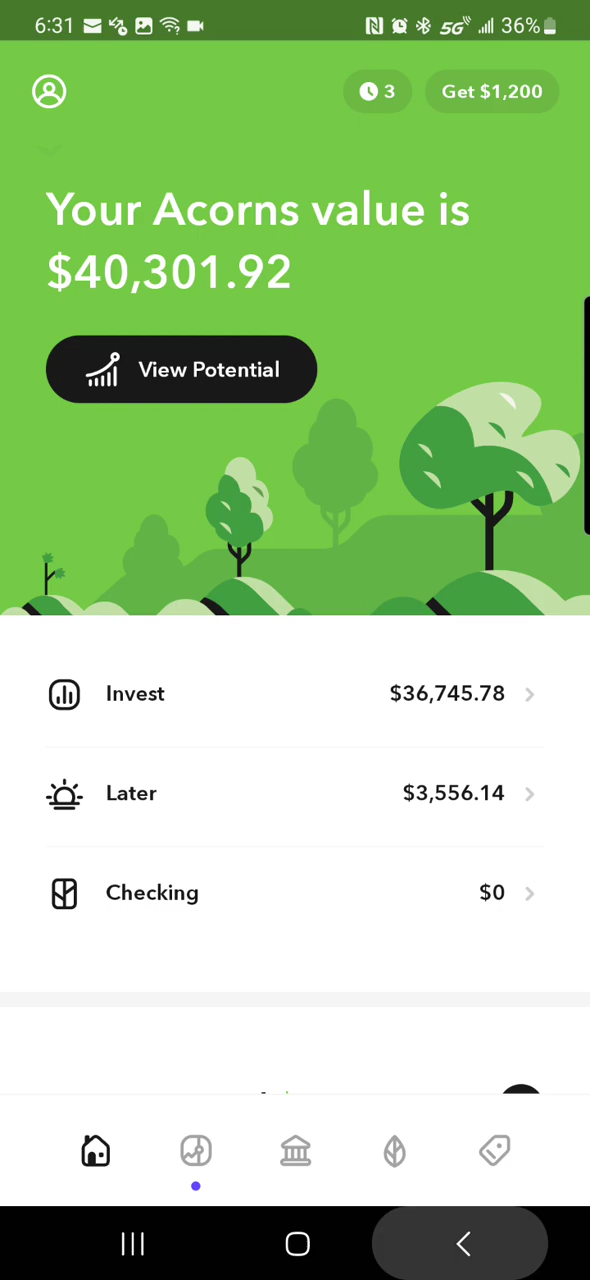 6:31 5G 36%
3 Get $1,200
Your Acorns value is
$40,301.92
View Potential
Invest $36,745.78
Later $3,556.14
Checking $0